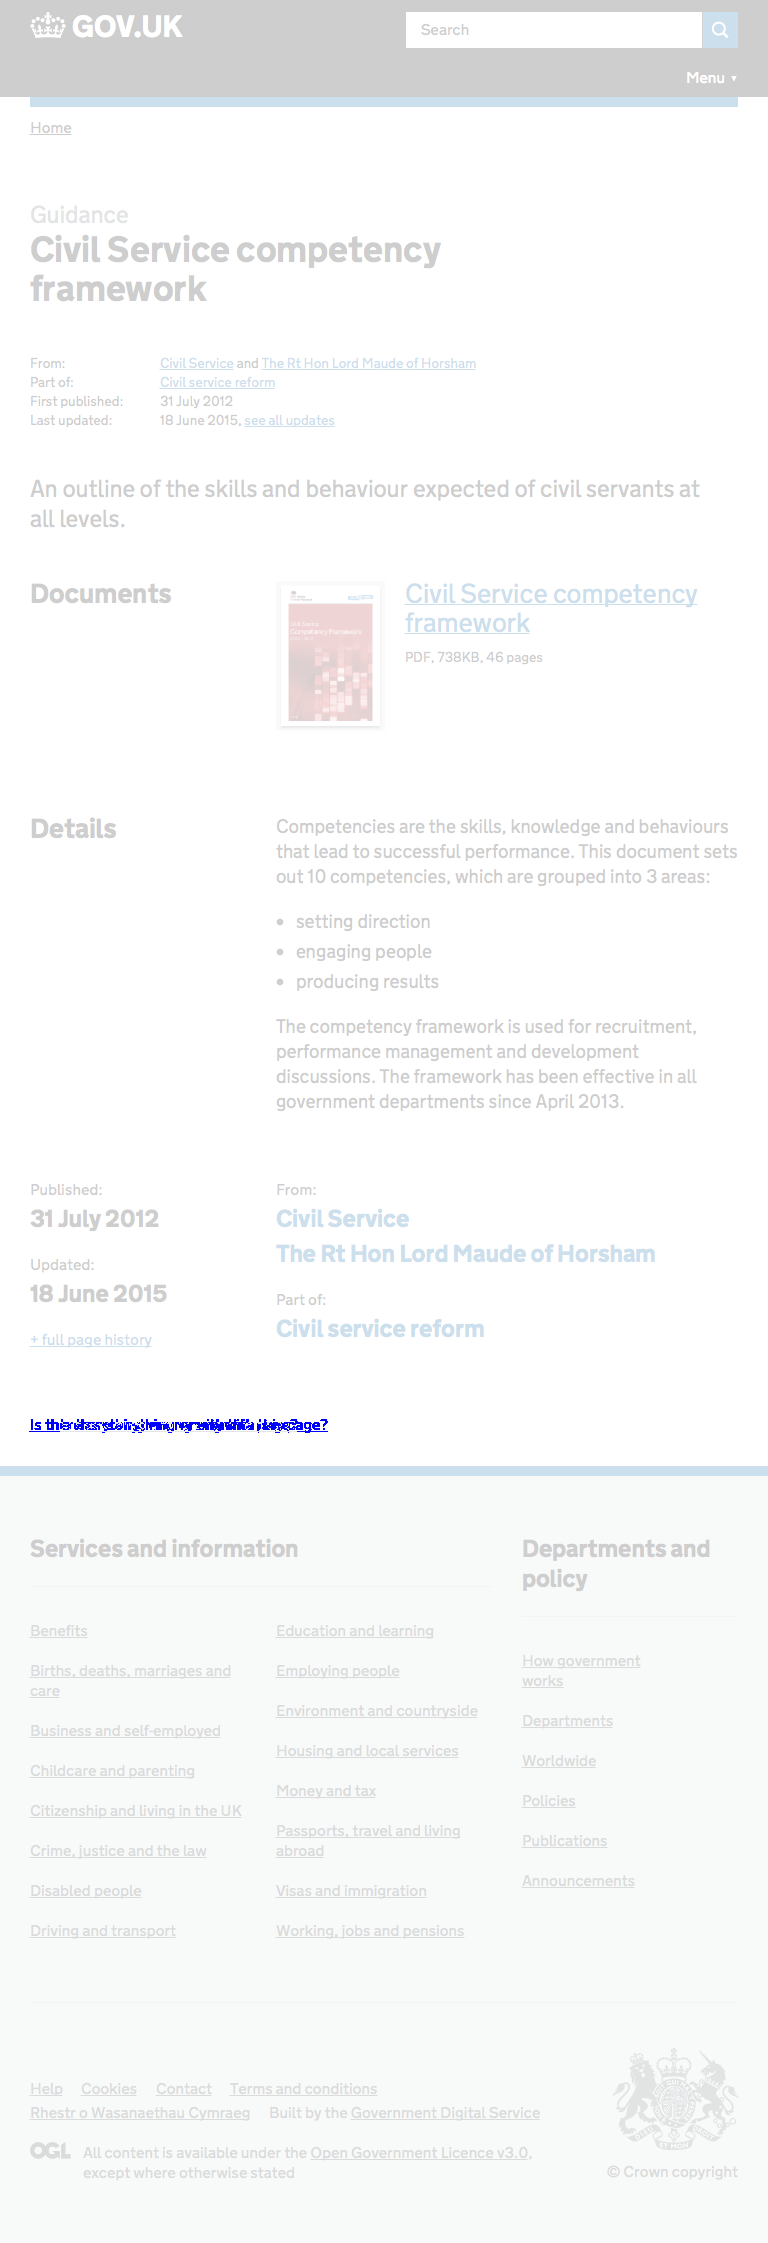 GOV.UK
Search
Menu ▾
Home
Guidance
Civil Service competency
framework
From: Civil Service and The Rt Hon Lord Maude of Horsham
Part of: Civil service reform
First published: 31 July 2012
Last updated: 18 June 2015, see all updates
An outline of the skills and behaviour expected of civil servants at
all levels.
Documents
Civil Service competency
framework
PDF, 738KB, 46 pages
Details
Competencies are the skills, knowledge and behaviours
that lead to successful performance. This document sets
out 10 competencies, which are grouped into 3 areas:
• setting direction
• engaging people
• producing results
The competency framework is used for recruitment,
performance management and development
discussions. The framework has been effective in all
government departments since April 2013.
Published:
31 July 2012
Updated:
18 June 2015
+ full page history
From:
Civil Service
The Rt Hon Lord Maude of Horsham
Part of:
Civil service reform
Services and information
Benefits
Births, deaths, marriages and
care
Business and self-employed
Childcare and parenting
Citizenship and living in the UK
Crime, justice and the law
Disabled people
Driving and transport
Education and learning
Employing people
Environment and countryside
Housing and local services
Money and tax
Passports, travel and living
abroad
Visas and immigration
Working, jobs and pensions
Departments and
policy
How government
works
Departments
Worldwide
Policies
Publications
Announcements
Help Cookies Contact Terms and conditions
Rhestr o Wasanaethau Cymraeg Built by the Government Digital Service
OGL All content is available under the Open Government Licence v3.0,
except where otherwise stated
© Crown copyright